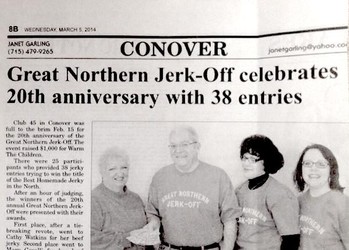 8B WEDNESDAY, MARCH 5, 2014
JANET GARLING
(715) 479-9265
CONOVER
janetgarling@yahoo.co
Great Northern Jerk-Off celebrates
20th anniversary with 38 entries
Club 45 in Conover was
full to the brim Feb. 15 for
the 20th anniversary of the
Great Northern Jerk-Off. The
event raised $1,000 for Warm
The Children.
There were 25 partici-
pants who provided 38 jerky
entries trying to win the title
of the Best Homemade Jerky
in the North.
After an hour of judging,
the winners of the 20th
annual Great Northern Jerk-
Off were presented with their
awards.
First place, after a tie-
breaking revote, went to
Cathy Watkins for her beef
jerky. Second place went to
GREAT NORTHERN
JERK-OFF